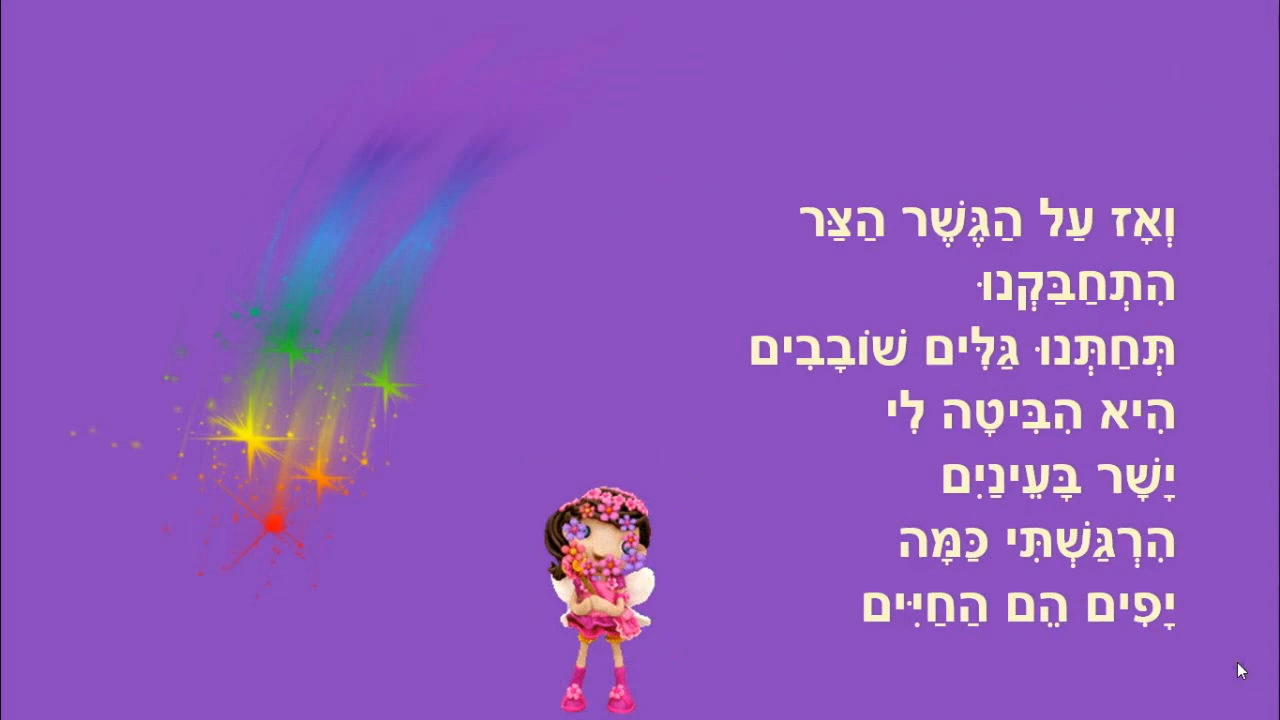 וְאָז עַל הַגֶּשֶׁר הַצַּר
הִתְחַבַּקְנוּ
תְּחַתְּנוּ גַּלִּים שׁוֹבָבִים
הִיא הִבִּיטָה לִי
יָשָׁר בָּעֵינַיִם
הִרְגַּשְׁתִּי כַּמָּה
יָפִים הֵם הַחַיִּים